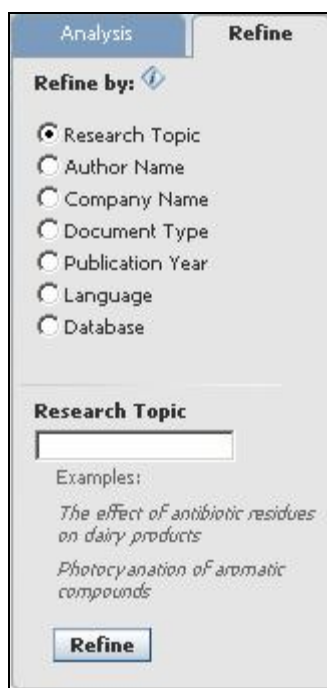 Analysis
Refine
Refine by:
Research Topic
Author Name
Company Name
Document Type
Publication Year
Language
Database
Research Topic
Examples:
The effect of antibiotic residues
on dairy products
Photocyanation of aromatic
compounds
Refine